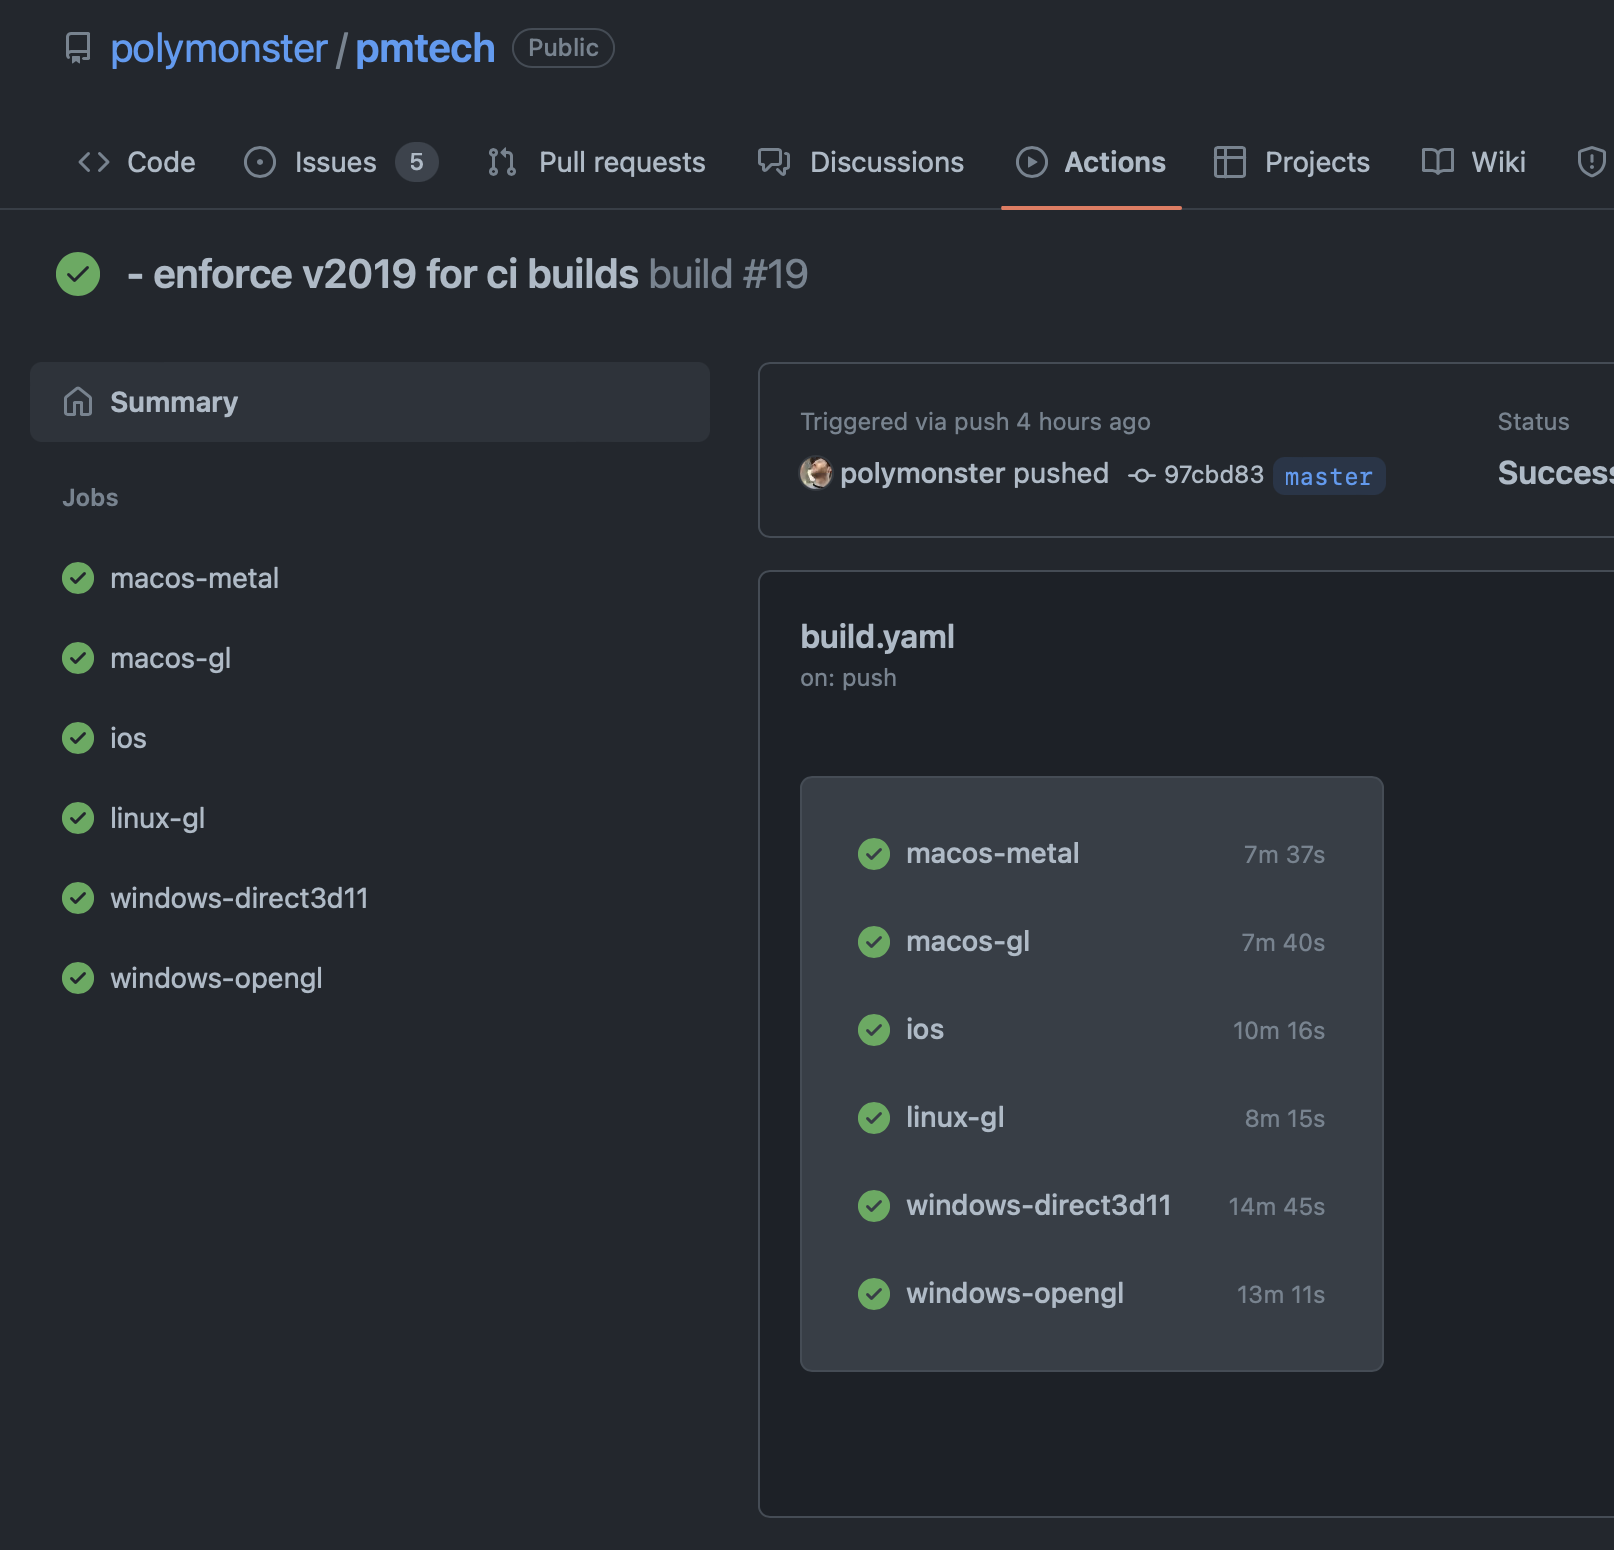 polymonster / pmtech Public
Code Issues 5 Pull requests Discussions Actions Projects Wiki
- enforce v2019 for ci builds build #19
Summary
Jobs
macos-metal
macos-gl
ios
linux-gl
windows-direct3d11
windows-opengl
Triggered via push 4 hours ago
polymonster pushed 97cbd83 master
Status
Success
build.yaml
on: push
macos-metal 7m 37s
macos-gl 7m 40s
ios 10m 16s
linux-gl 8m 15s
windows-direct3d11 14m 45s
windows-opengl 13m 11s